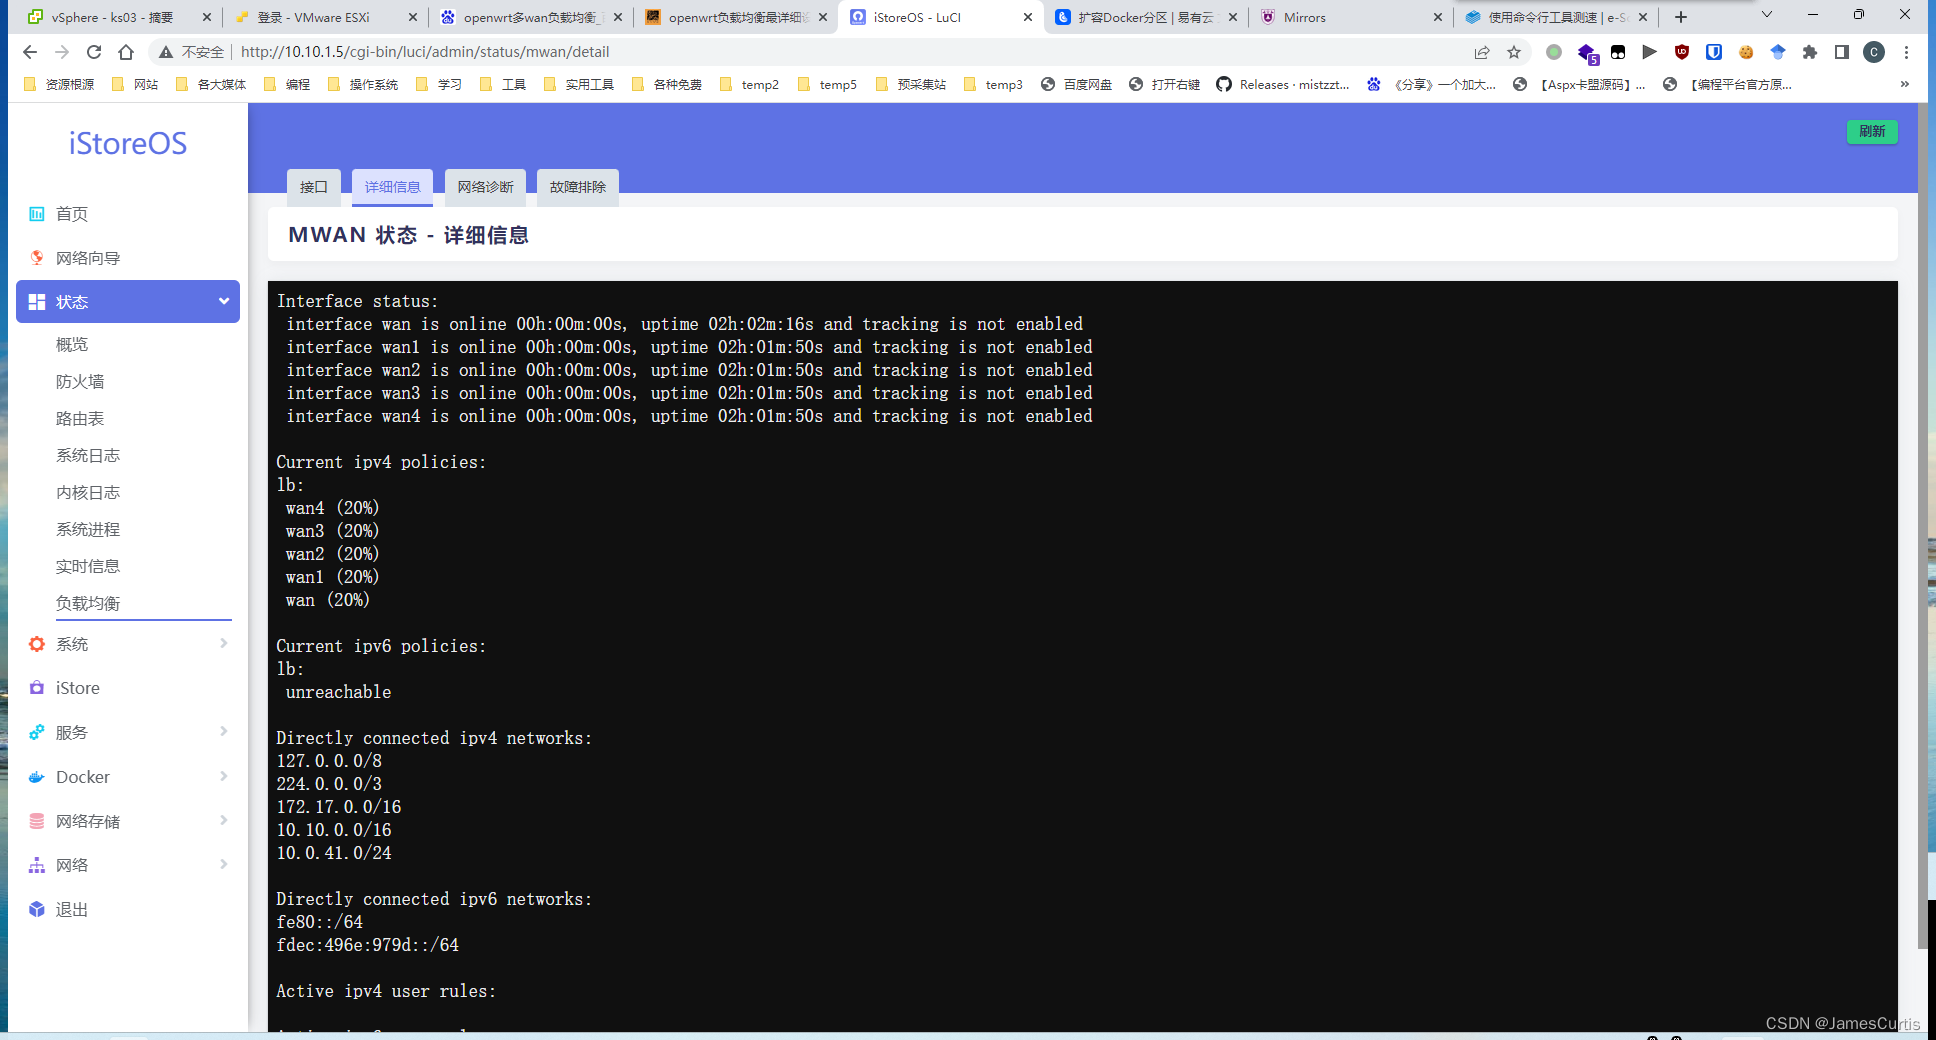 vSphere - ks03 - 摘要
登录 - VMware ESXi
openwrt多wan负载均衡_
openwrt负载均衡最详细
iStoreOS - LuCI
扩容Docker分区 | 易有云
Mirrors
使用命令行工具测速 | e-S
不安全
http://10.10.1.5/cgi-bin/luci/admin/status/mwan/detail
5
C
资源根源
网站
各大媒体
编程
操作系统
学习
工具
实用工具
各种免费
temp2
temp5
预采集站
temp3
百度网盘
打开右键
Releases · mistzzt...
《分享》一个加大...
【Aspx卡盟源码】...
【编程平台官方原...
»
iStoreOS
刷新
接口
详细信息
网络诊断
故障排除
MWAN 状态 - 详细信息
首页
网络向导
状态
概览
防火墙
路由表
系统日志
内核日志
系统进程
实时信息
负载均衡
系统
iStore
服务
Docker
网络存储
网络
退出
Interface status:
interface wan is online 00h:00m:00s, uptime 02h:02m:16s and tracking is not enabled
interface wan1 is online 00h:00m:00s, uptime 02h:01m:50s and tracking is not enabled
interface wan2 is online 00h:00m:00s, uptime 02h:01m:50s and tracking is not enabled
interface wan3 is online 00h:00m:00s, uptime 02h:01m:50s and tracking is not enabled
interface wan4 is online 00h:00m:00s, uptime 02h:01m:50s and tracking is not enabled
Current ipv4 policies:
lb:
wan4 (20%)
wan3 (20%)
wan2 (20%)
wan1 (20%)
wan (20%)
Current ipv6 policies:
lb:
unreachable
Directly connected ipv4 networks:
127.0.0.0/8
224.0.0.0/3
172.17.0.0/16
10.10.0.0/16
10.0.41.0/24
Directly connected ipv6 networks:
fe80::/64
fdec:496e:979d::/64
Active ipv4 user rules:
CSDN @JamesCurtis